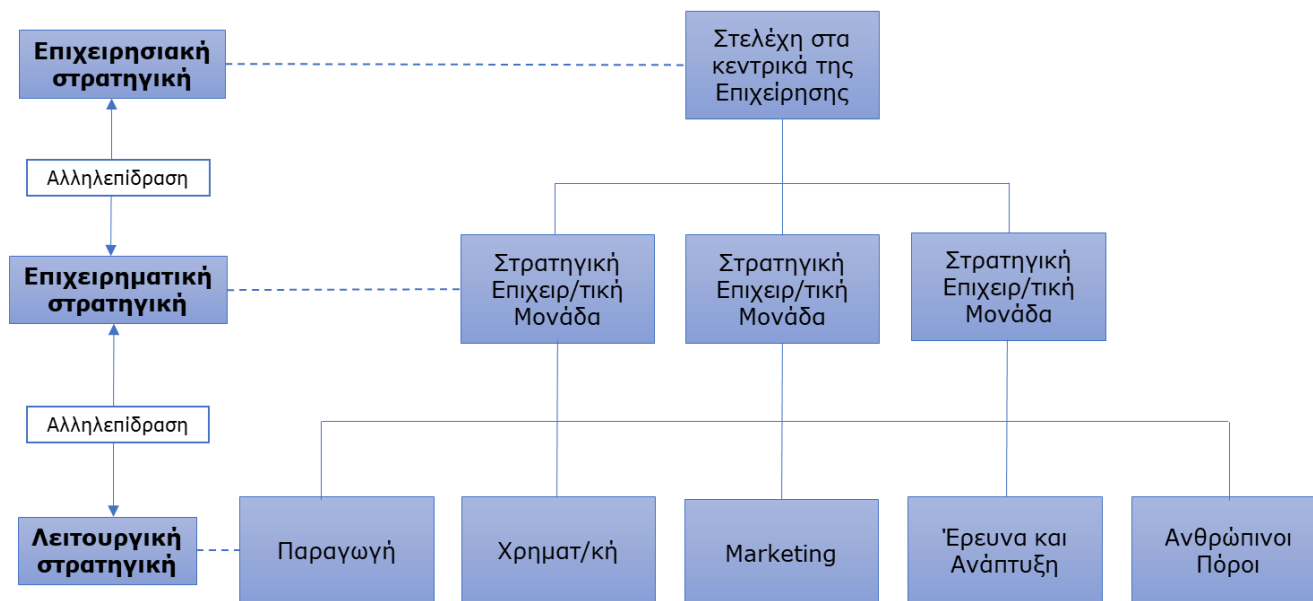 Επιχειρησιακή
στρατηγική
Στελέχη στα
κεντρικά της
Επιχείρησης
Αλληλεπίδραση
Επιχειρηματική
στρατηγική
Στρατηγική
Επιχειρ/τική
Μονάδα
Στρατηγική
Επιχειρ/τική
Μονάδα
Στρατηγική
Επιχειρ/τική
Μονάδα
Αλληλεπίδραση
Λειτουργική
στρατηγική
Παραγωγή
Χρηματ/κή
Marketing
Έρευνα και
Ανάπτυξη
Ανθρώπινοι
Πόροι